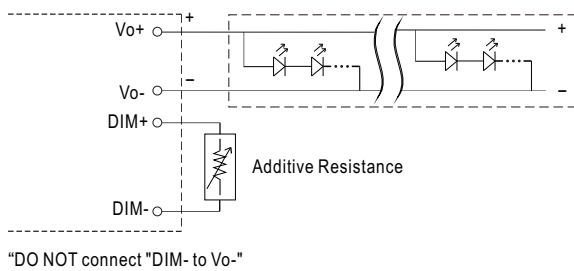 Vo+
+
+
−
Vo-
−
DIM+
Additive Resistance
DIM-
“DO NOT connect "DIM- to Vo-"